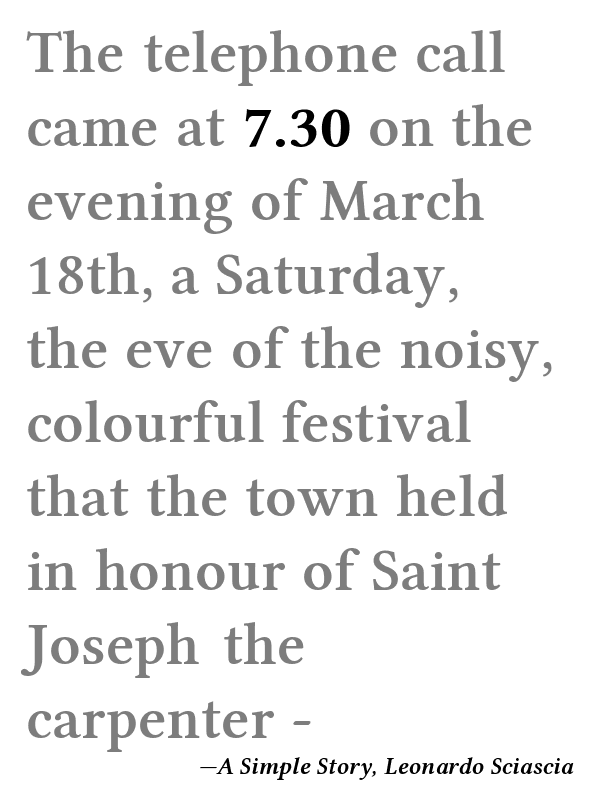 The telephone call
came at 7.30 on the
evening of March
18th, a Saturday,
the eve of the noisy,
colourful festival
that the town held
in honour of Saint
Joseph the
carpenter -
—A Simple Story, Leonardo Sciascia